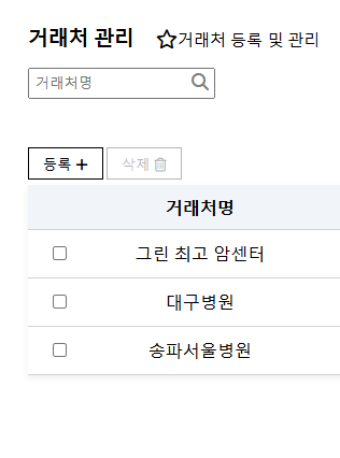 거래처 관리 ☆거래처 등록 및 관리
거래처명
등록 + 삭제
거래처명
그린 최고 암센터
대구병원
송파서울병원